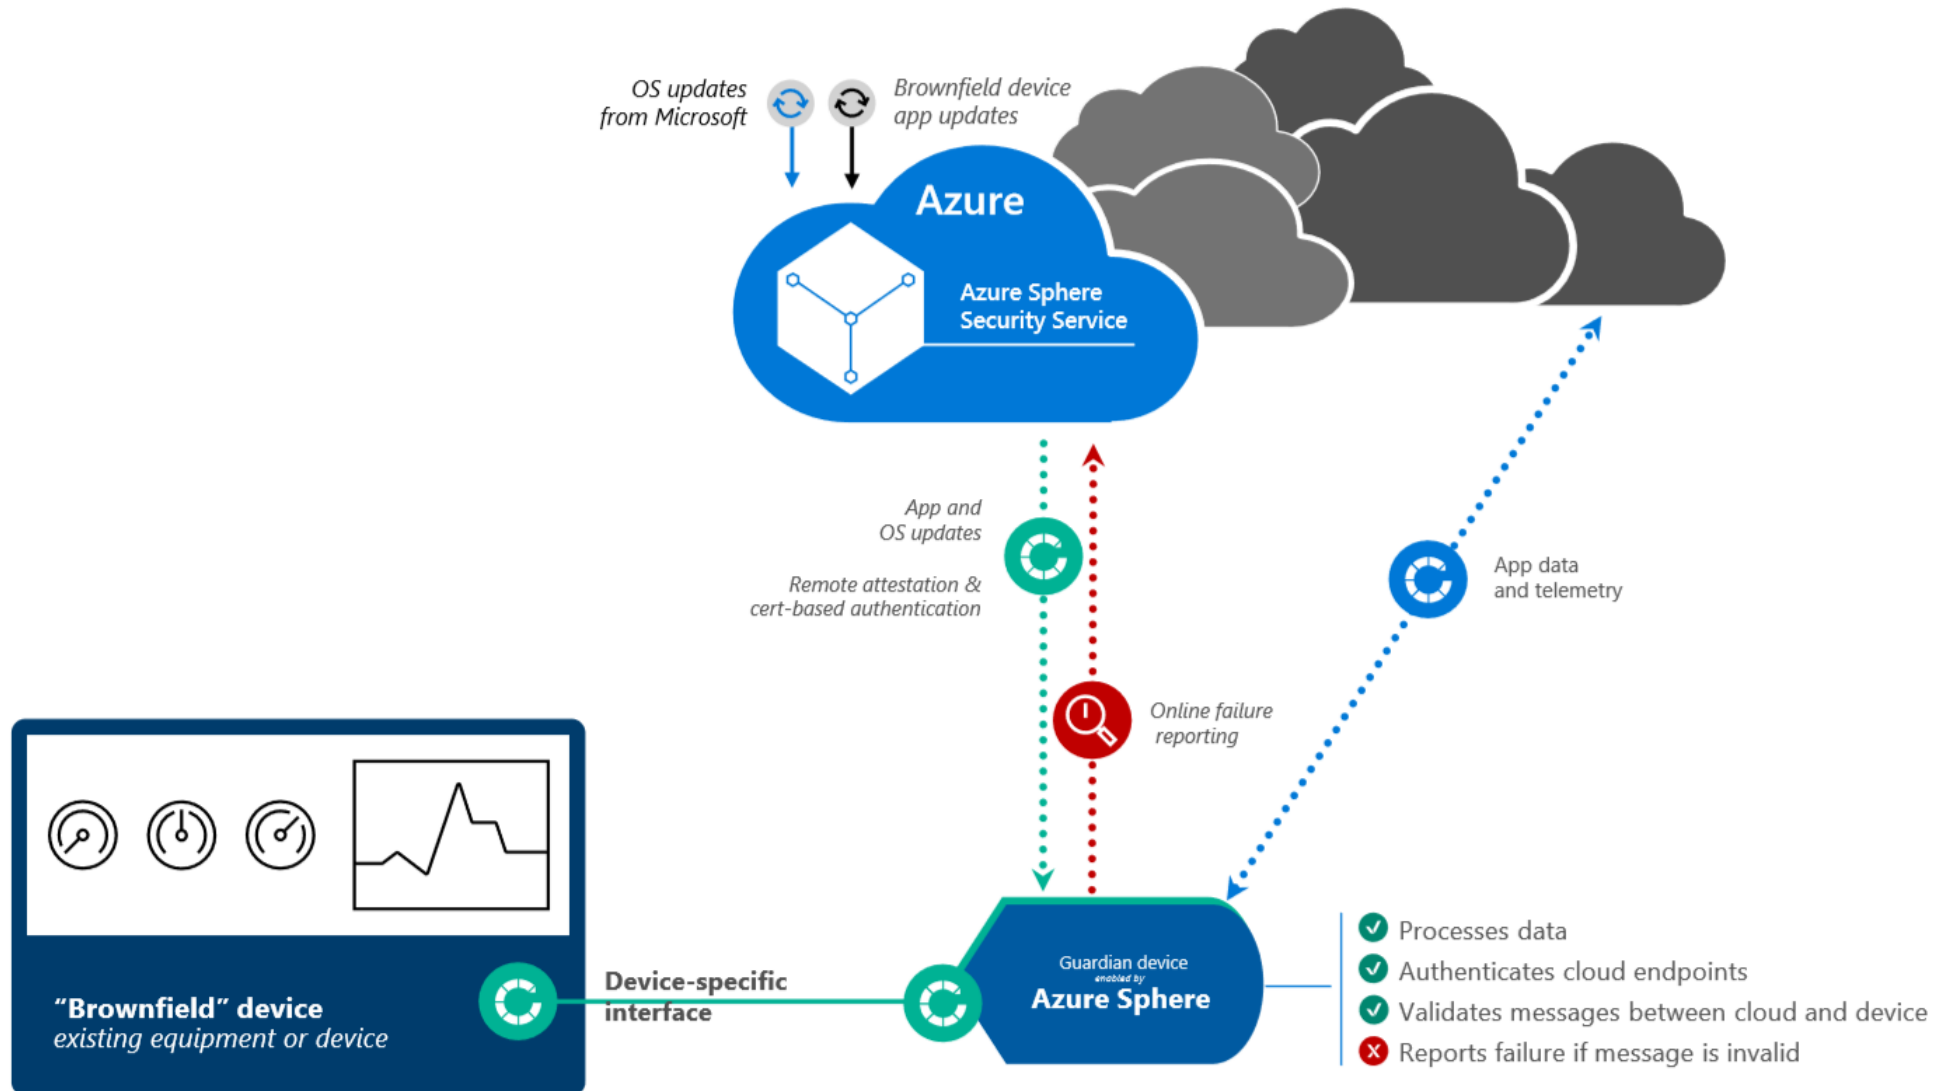 OS updates
from Microsoft
Brownfield device
app updates
Azure
Azure Sphere
Security Service
App and
OS updates
Remote attestation &
cert-based authentication
App data
and telemetry
Online failure
reporting
"Brownfield" device
existing equipment or device
Device-specific
interface
Guardian device
enabled by
Azure Sphere
Processes data
Authenticates cloud endpoints
Validates messages between cloud and device
Reports failure if message is invalid